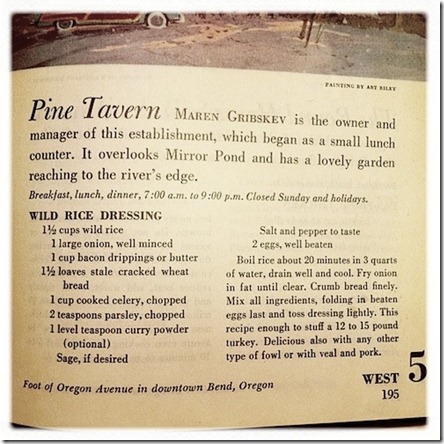 PAINTING BY ART RILEY
Pine Tavern MAREN GRIBSKEV is the owner and
manager of this establishment, which began as a small lunch
counter. It overlooks Mirror Pond and has a lovely garden
reaching to the river's edge.
Breakfast, lunch, dinner, 7:00 a.m. to 9:00 p.m. Closed Sunday and holidays.
WILD RICE DRESSING
1½ cups wild rice
1 large onion, well minced
1 cup bacon drippings or butter
1½ loaves stale cracked wheat
bread
1 cup cooked celery, chopped
2 teaspoons parsley, chopped
1 level teaspoon curry powder
(optional)
Sage, if desired
Salt and pepper to taste
2 eggs, well beaten
Boil rice about 20 minutes in 3 quarts
of water, drain well and cool. Fry onion
in fat until clear. Crumb bread finely.
Mix all ingredients, folding in beaten
eggs last and toss dressing lightly. This
recipe enough to stuff a 12 to 15 pound
turkey. Delicious also with any other
type of fowl or with veal and pork.
Foot of Oregon Avenue in downtown Bend, Oregon
WEST 5
195